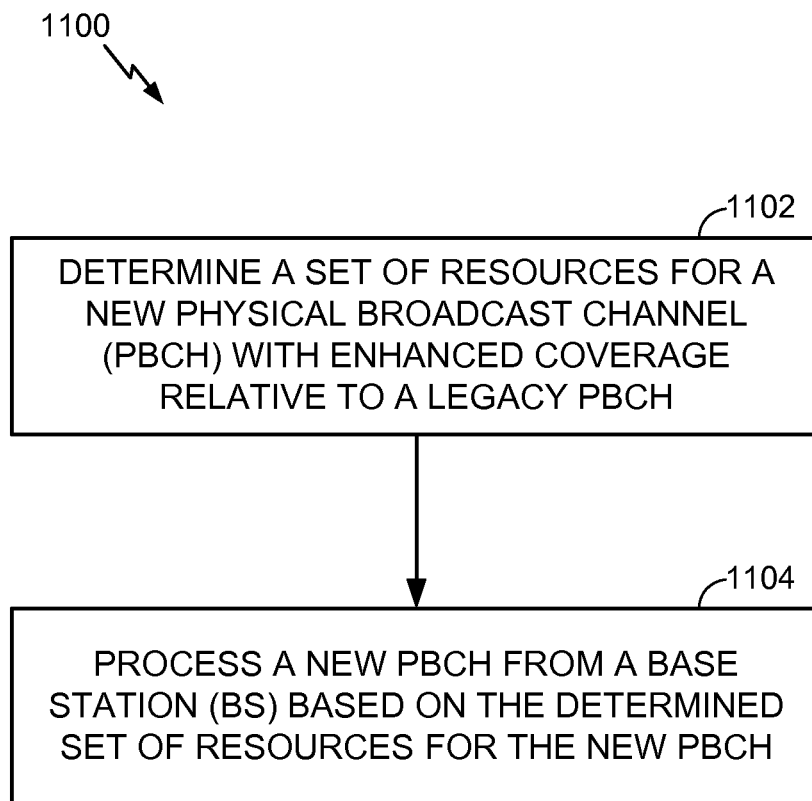 1100
1102
DETERMINE A SET OF RESOURCES FOR A
NEW PHYSICAL BROADCAST CHANNEL
(PBCH) WITH ENHANCED COVERAGE
RELATIVE TO A LEGACY PBCH
1104
PROCESS A NEW PBCH FROM A BASE
STATION (BS) BASED ON THE DETERMINED
SET OF RESOURCES FOR THE NEW PBCH